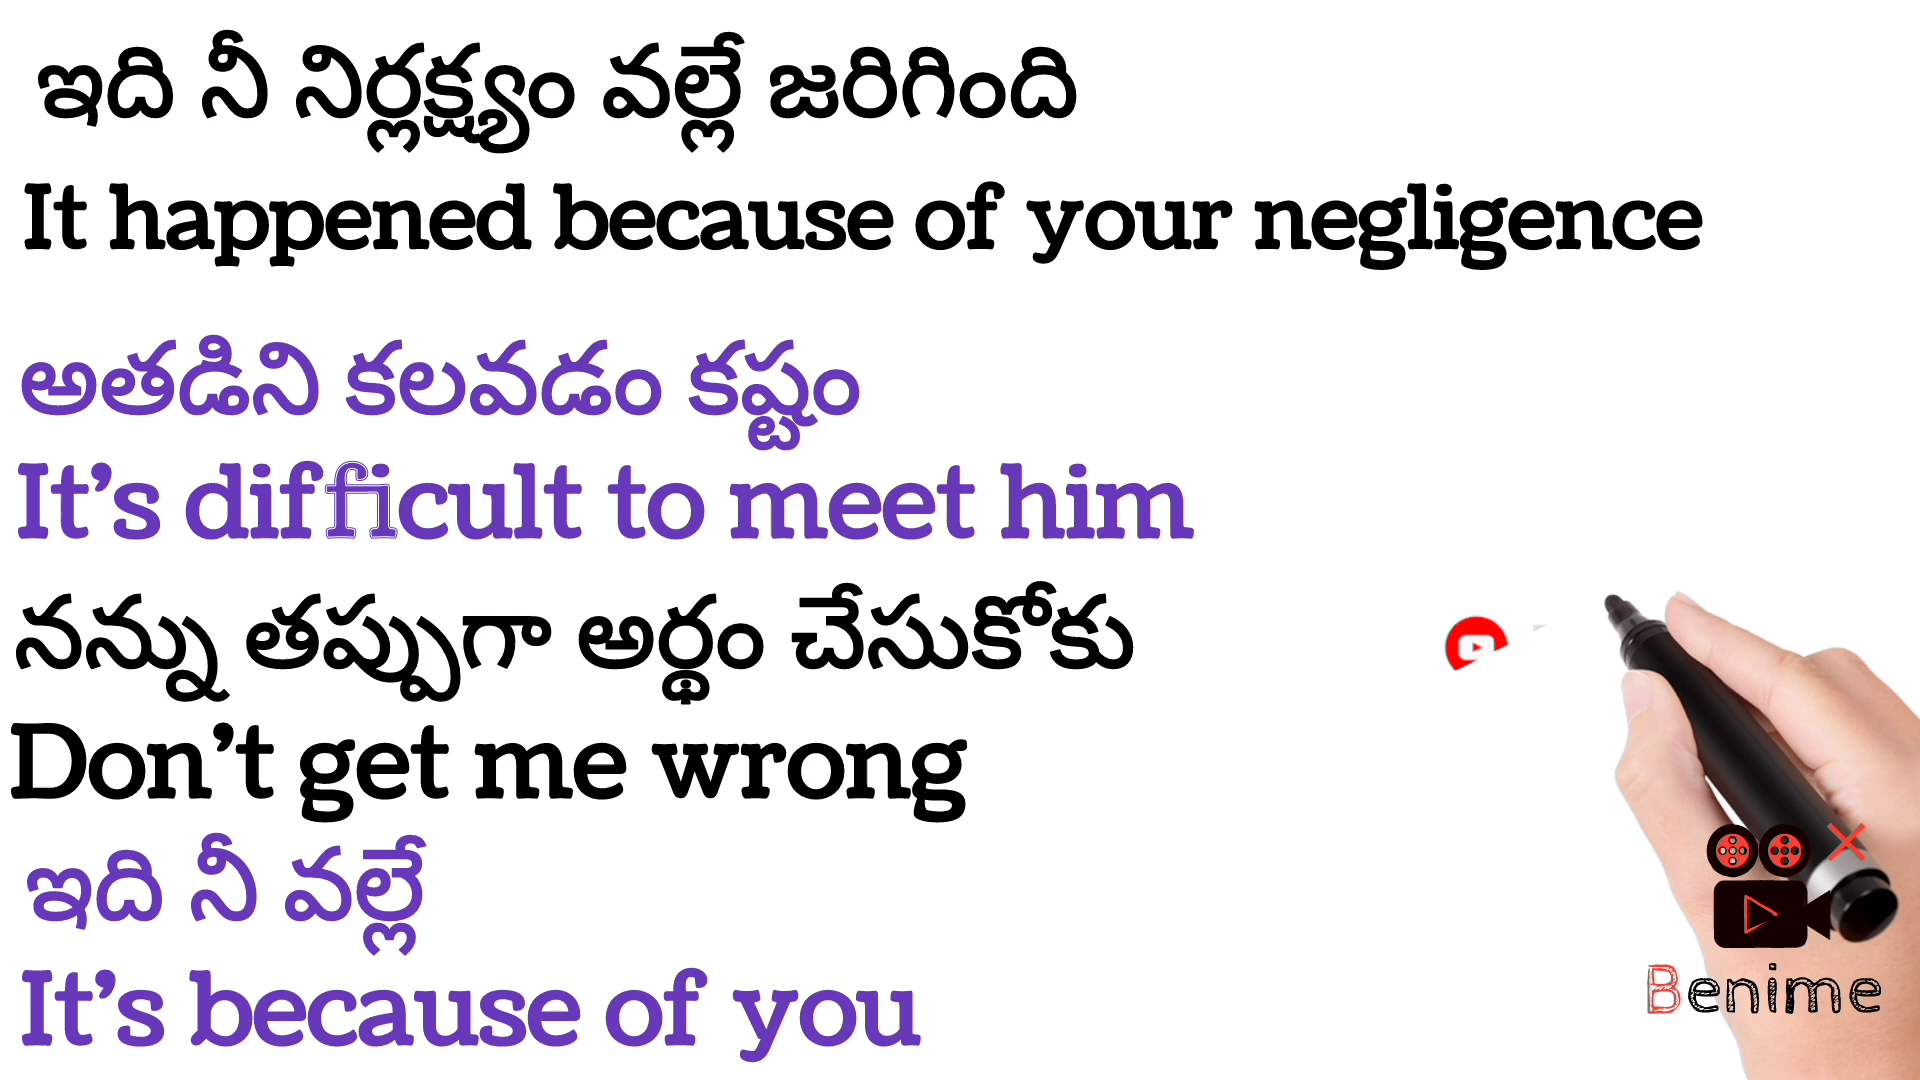 ఇది నీ నిర్లక్ష్యం వల్లే జరిగింది
It happened because of your negligence
అతడిని కలవడం కష్టం
It's difficult to meet him
నన్ను తప్పుగా అర్థం చేసుకోకు
Don't get me wrong
ఇది నీ వల్లే
It's because of you
Benime